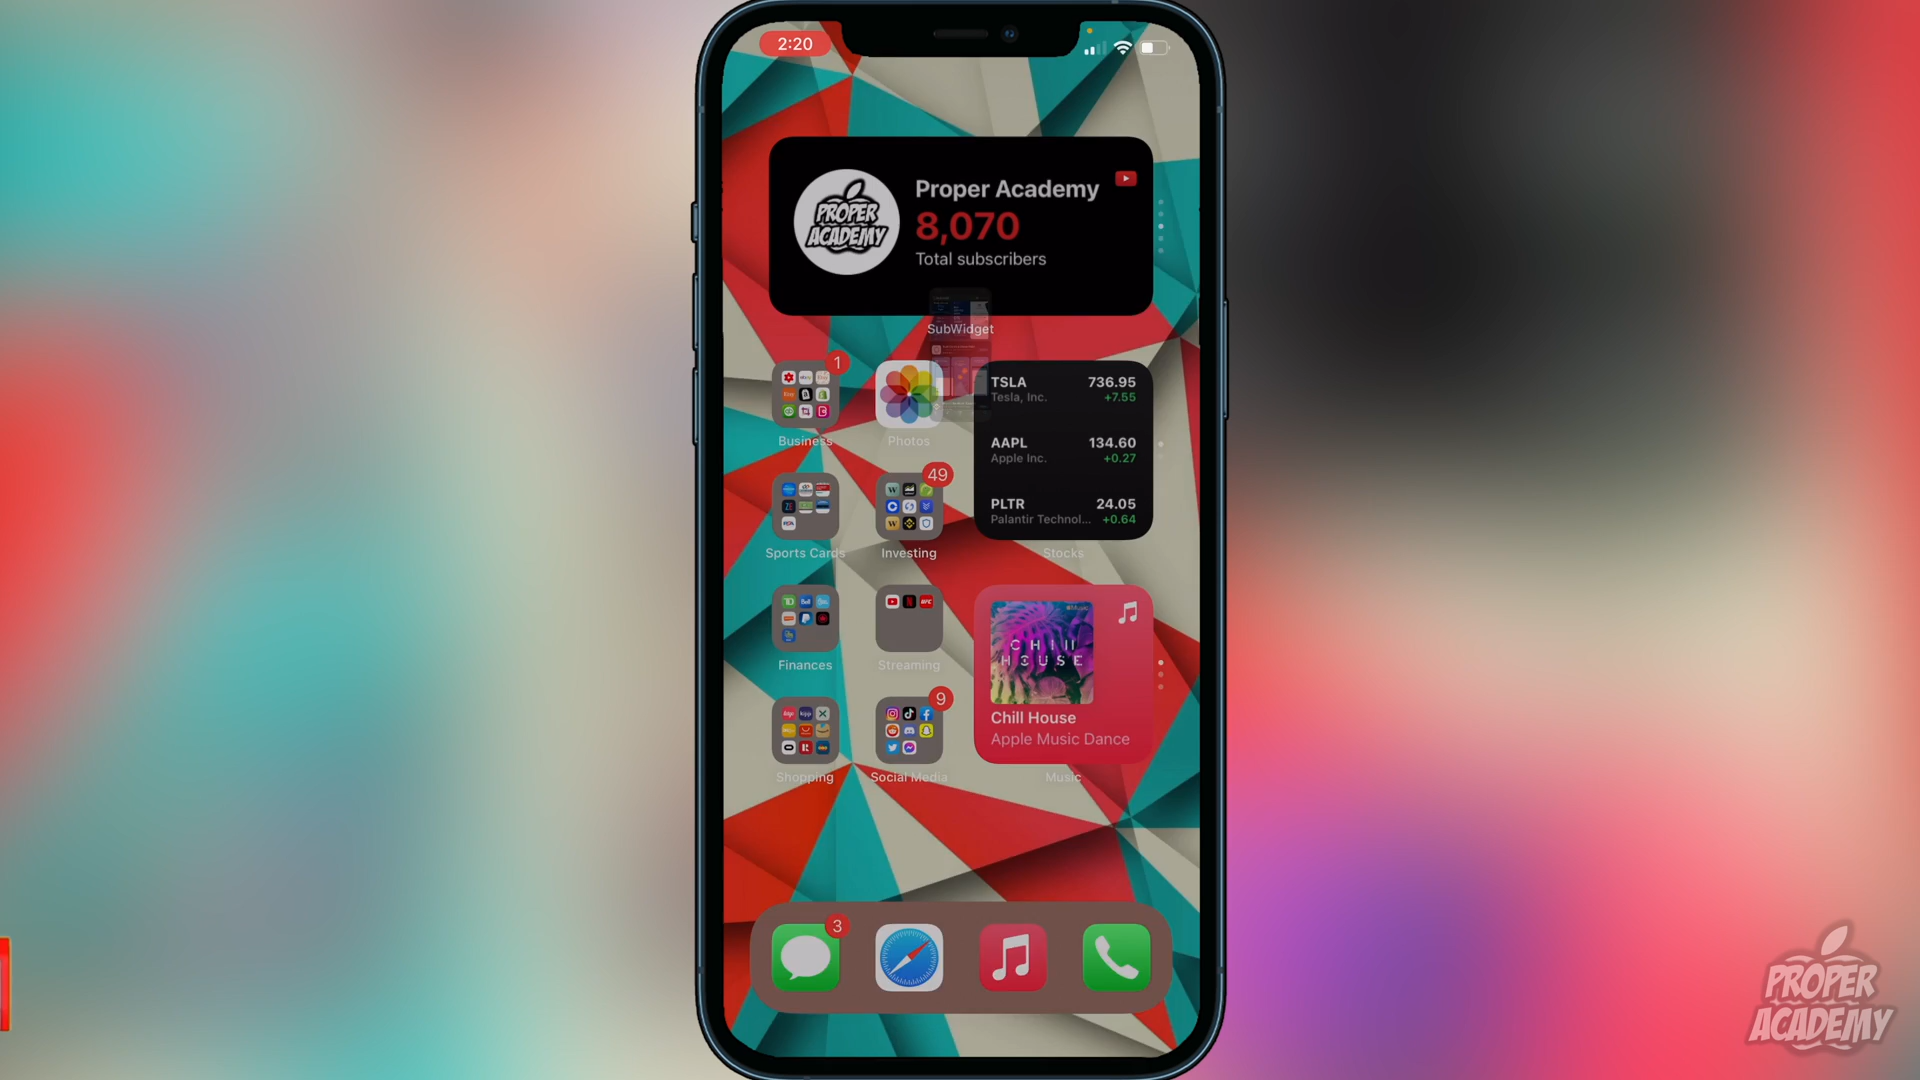 2:20
PROPER
ACADEMY
Proper Academy
8,070
Total subscribers
SubWidget
1
Business
Photos
TSLA 736.95
Tesla, Inc. +7.55
AAPL 134.60
Apple Inc. +0.27
PLTR 24.05
Palantir Technol... +0.64
Stocks
49
Sports Cards
Investing
Finances
Streaming
CHILL
HOUSE
Chill House
Apple Music Dance
Music
9
Shopping
Social Media
3
PROPER
ACADEMY